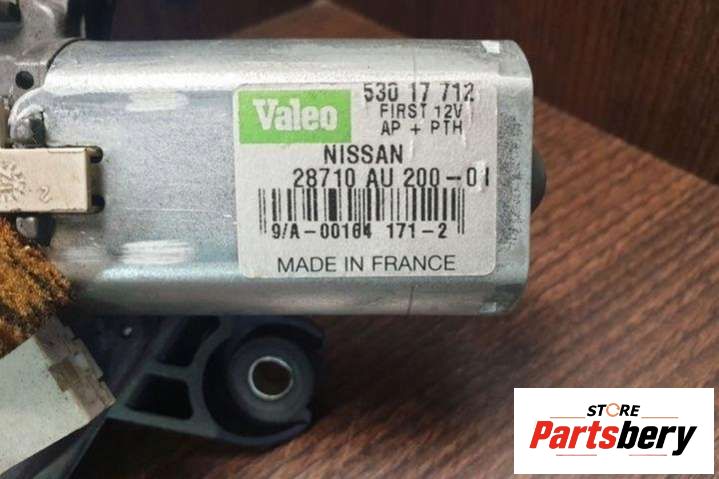 Valeo
530 17 712
FIRST 12V
AP + PTH
NISSAN
28710 AU 200-01
9/A-00164 171-2
MADE IN FRANCE
STORE
Partsbery